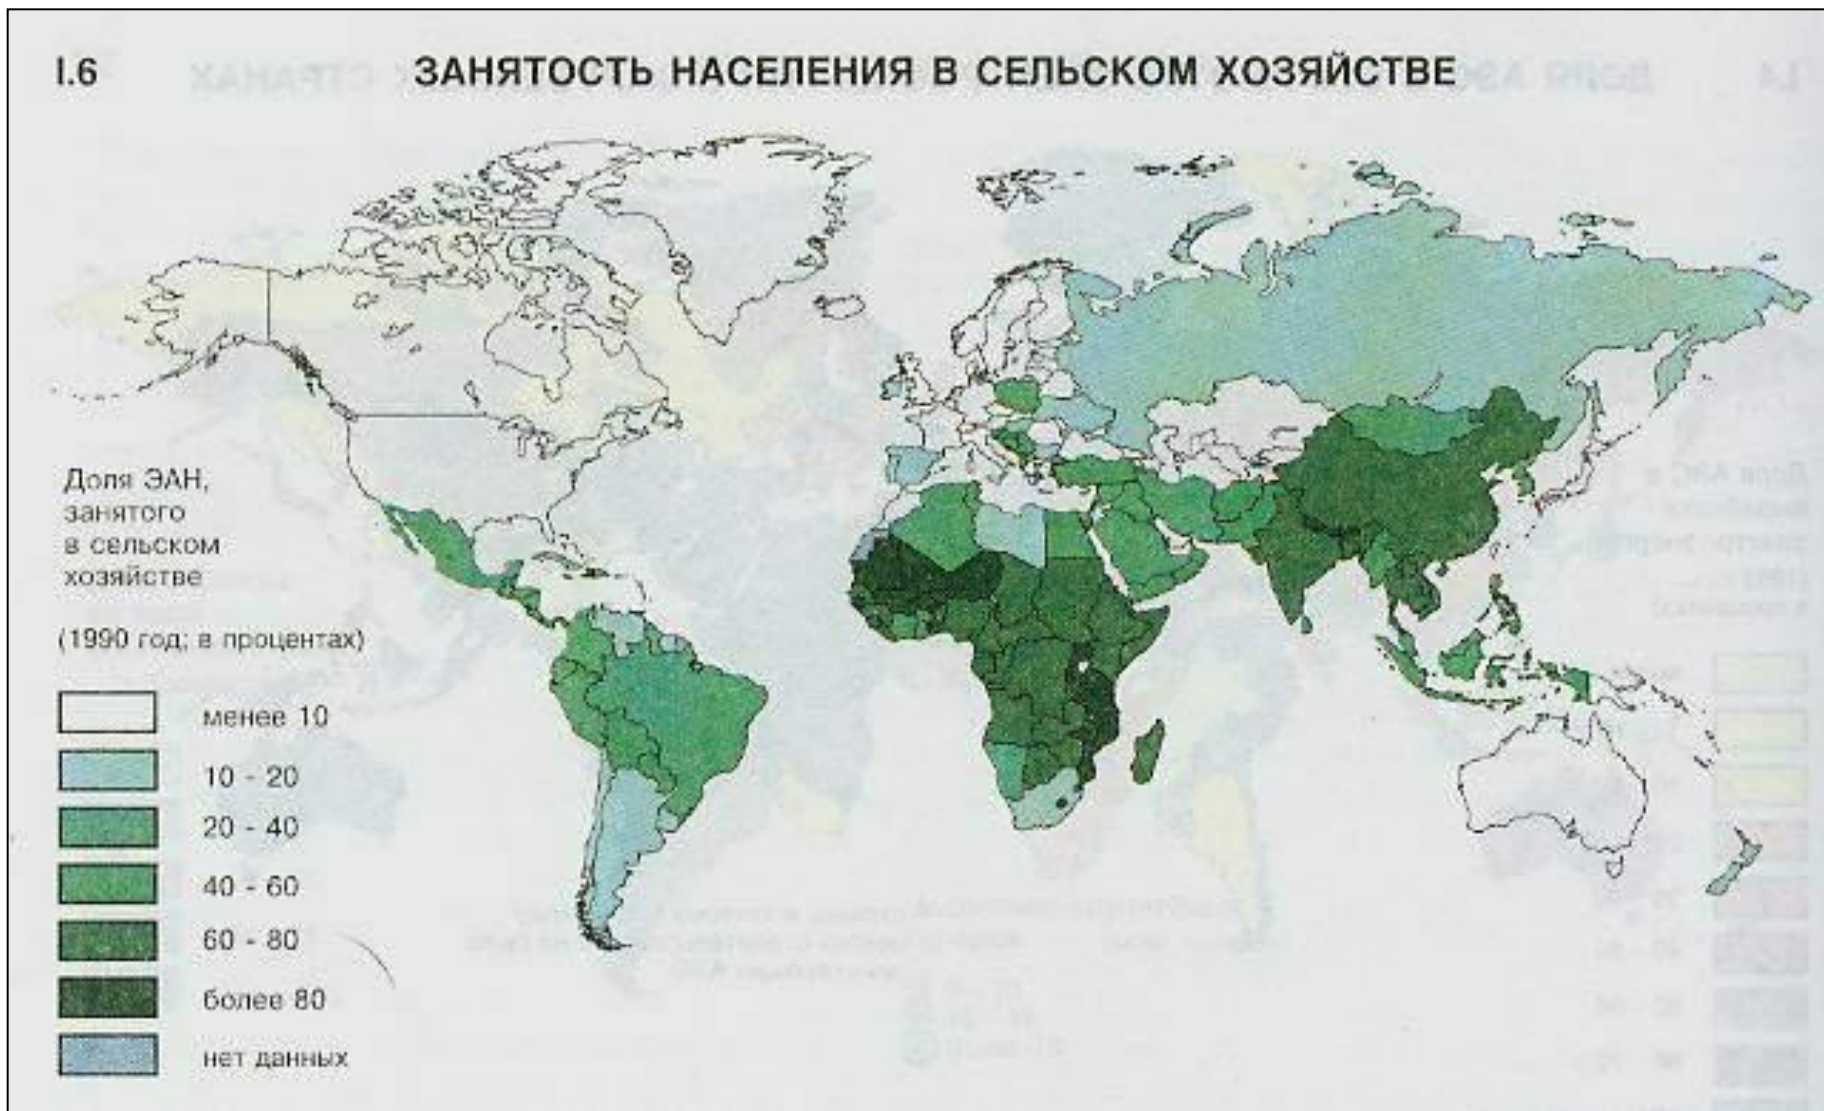 I.6
ЗАНЯТОСТЬ НАСЕЛЕНИЯ В СЕЛЬСКОМ ХОЗЯЙСТВЕ
Доля ЭАН,
занятого
в сельском
хозяйстве
(1990 год; в процентах)
менее 10
10 - 20
20 - 40
40 - 60
60 - 80
более 80
нет данных